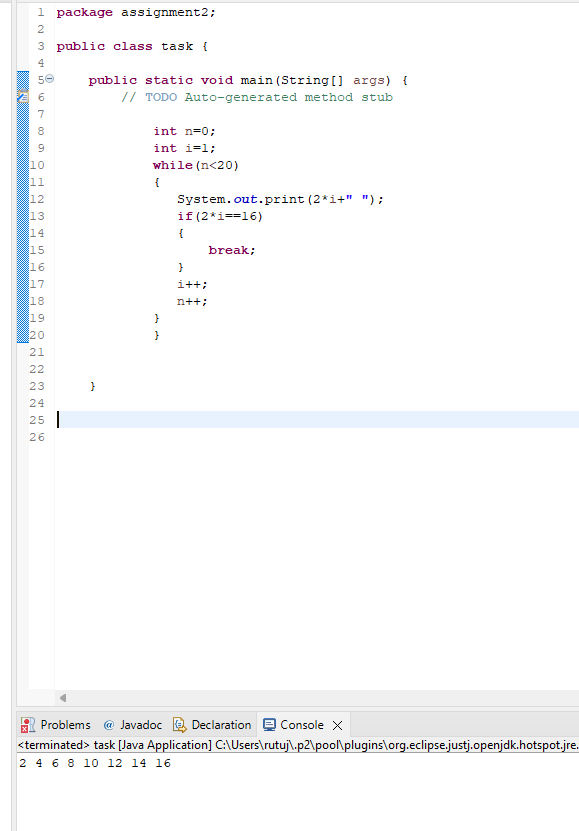 1 package assignment2;
2
3 public class task {
4
5 public static void main(String[] args) {
6 // TODO Auto-generated method stub
7
8 int n=0;
9 int i=1;
10 while(n<20)
11 {
12 System.out.print(2*i+" ");
13 if(2*i==16)
14 {
15 break;
16 }
17 i++;
18 n++;
19 }
20 }
21
22
23 }
24
25
26
Problems @ Javadoc Declaration Console
<terminated> task [Java Application] C:\Users\rutuj\.p2\pool\plugins\org.eclipse.justj.openjdk.hotspot.jre.
2 4 6 8 10 12 14 16